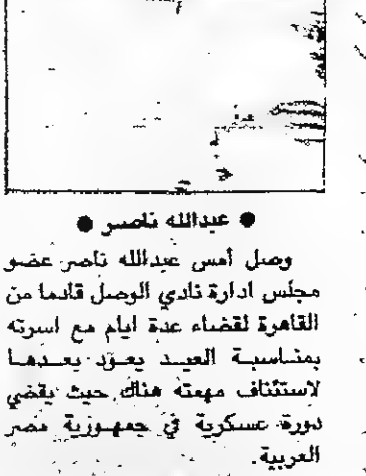 ● عبدالله ناصر ●
وصل أمس عبدالله ناصر عضو
مجلس ادارة نادي الوصل قادما من
القاهرة لقضاء عدة ايام مع اسرته
بمناسبة العيد يعود بعدها
لاستئناف مهمته هناك حيث يقضي
دورة عسكرية في جمهورية مصر
العربية.